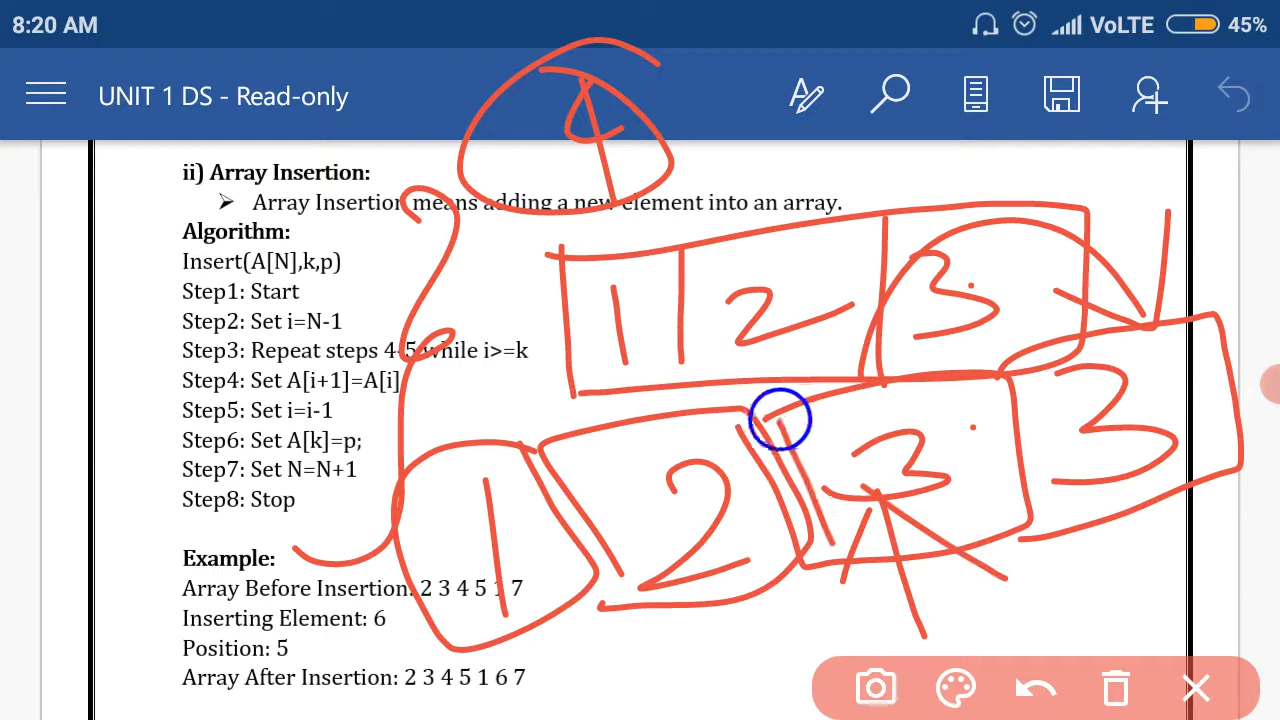 8:20 AM VoLTE 45%
UNIT 1 DS - Read-only
ii) Array Insertion:
➢ Array Insertion means adding a new element into an array.
Algorithm:
Insert(A[N],k,p)
Step1: Start
Step2: Set i=N-1
Step3: Repeat steps 4-5 while i>=k
Step4: Set A[i+1]=A[i]
Step5: Set i=i-1
Step6: Set A[k]=p;
Step7: Set N=N+1
Step8: Stop
1 2 3
1 2 3 3
Example:
Array Before Insertion: 2 3 4 5 1 7
Inserting Element: 6
Position: 5
Array After Insertion: 2 3 4 5 1 6 7